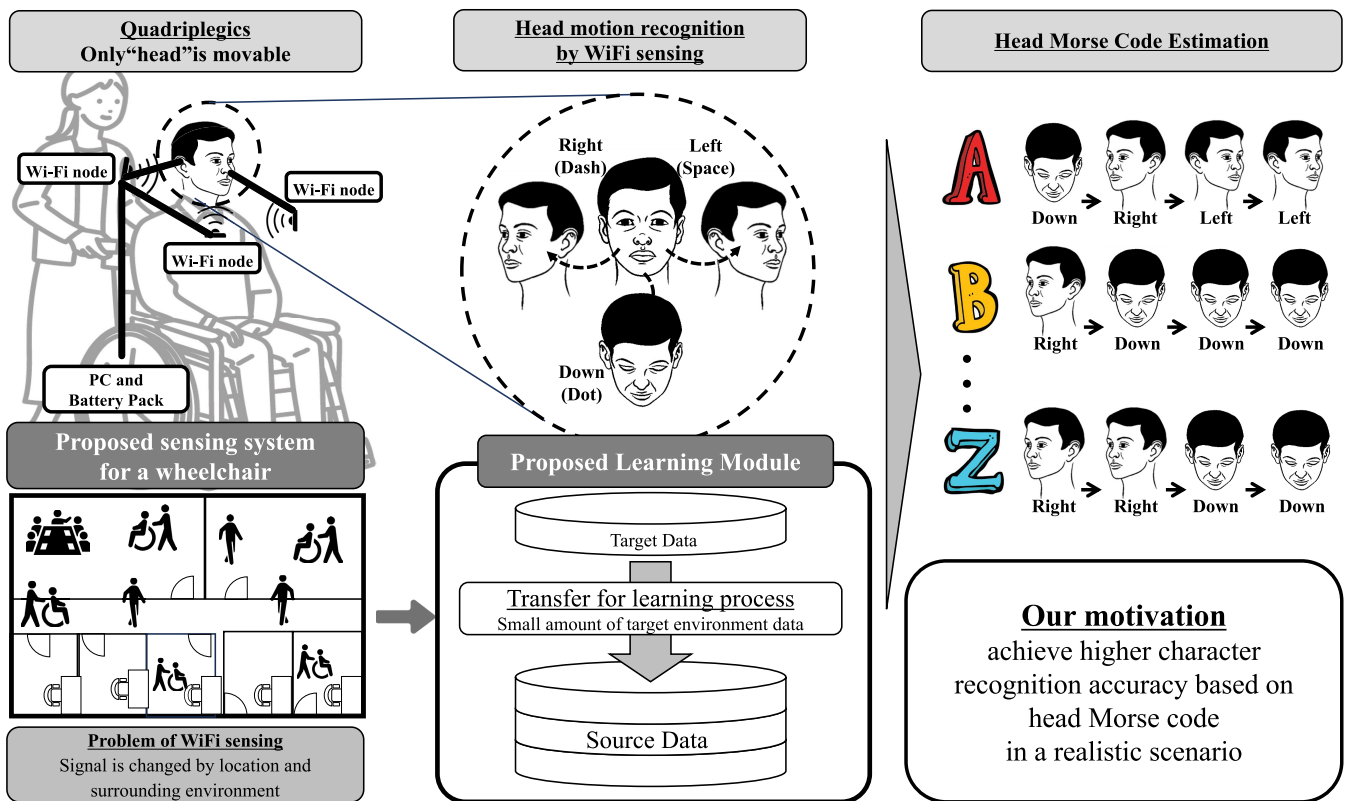 Quadriplegics
Only“head”is movable
Wi-Fi node
Wi-Fi node
Wi-Fi node
PC and
Battery Pack
Proposed sensing system
for a wheelchair
Problem of WiFi sensing
Signal is changed by location and
surrounding environment
Head motion recognition
by WiFi sensing
Right
(Dash)
Left
(Space)
Down
(Dot)
Proposed Learning Module
Target Data
Transfer for learning process
Small amount of target environment data
Source Data
Head Morse Code Estimation
A
Down
Right
Left
Left
B
Right
Down
Down
Down
Z
Right
Right
Down
Down
Our motivation
achieve higher character
recognition accuracy based on
head Morse code
in a realistic scenario